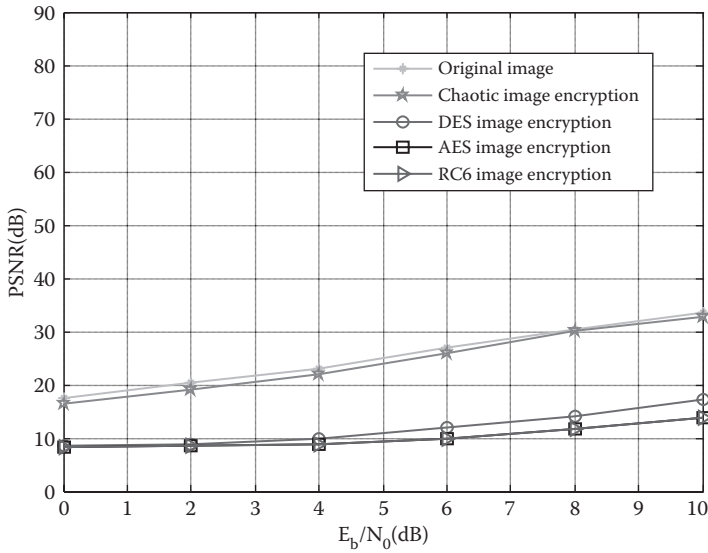 90
80
70
60
50
40
30
20
10
0
PSNR(dB)
Original image
Chaotic image encryption
DES image encryption
AES image encryption
RC6 image encryption
0 1 2 3 4 5 6 7 8 9 10
E_b/N_0(dB)